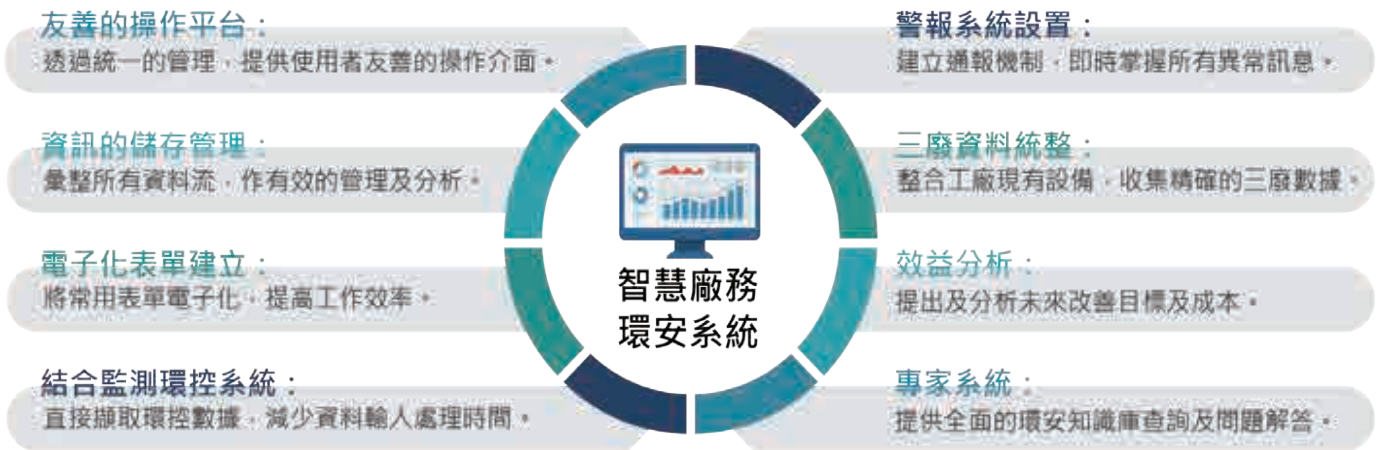 友善的操作平台：
透過統一的管理，提供使用者友善的操作介面。
資訊的儲存管理：
彙整所有資料流，作有效的管理及分析。
電子化表單建立：
將常用表單電子化，提高工作效率。
結合監測環控系統：
直接擷取環控數據，減少資料輸人處理時間。
智慧廠務
環安系統
警報系統設置：
建立通報機制，即時掌握所有異常訊息。
三廢資料統整：
整合工廠現有設備，收集精確的三廢數據。
效益分析：
提出及分析未來改善目標及成本。
專家系統：
提供全面的環安知識庫查詢及問題解答。